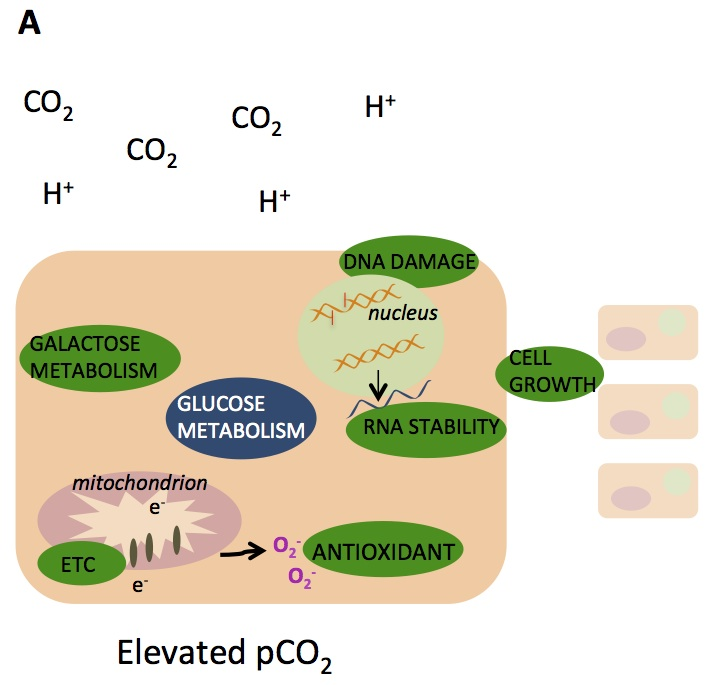 A
CO₂
CO₂
H⁺
CO₂
H⁺
H⁺
DNA DAMAGE
nucleus
GALACTOSE
METABOLISM
CELL
GROWTH
GLUCOSE
METABOLISM
RNA STABILITY
mitochondrion
e⁻
O₂⁻
ANTIOXIDANT
ETC
O₂⁻
e⁻
Elevated pCO₂